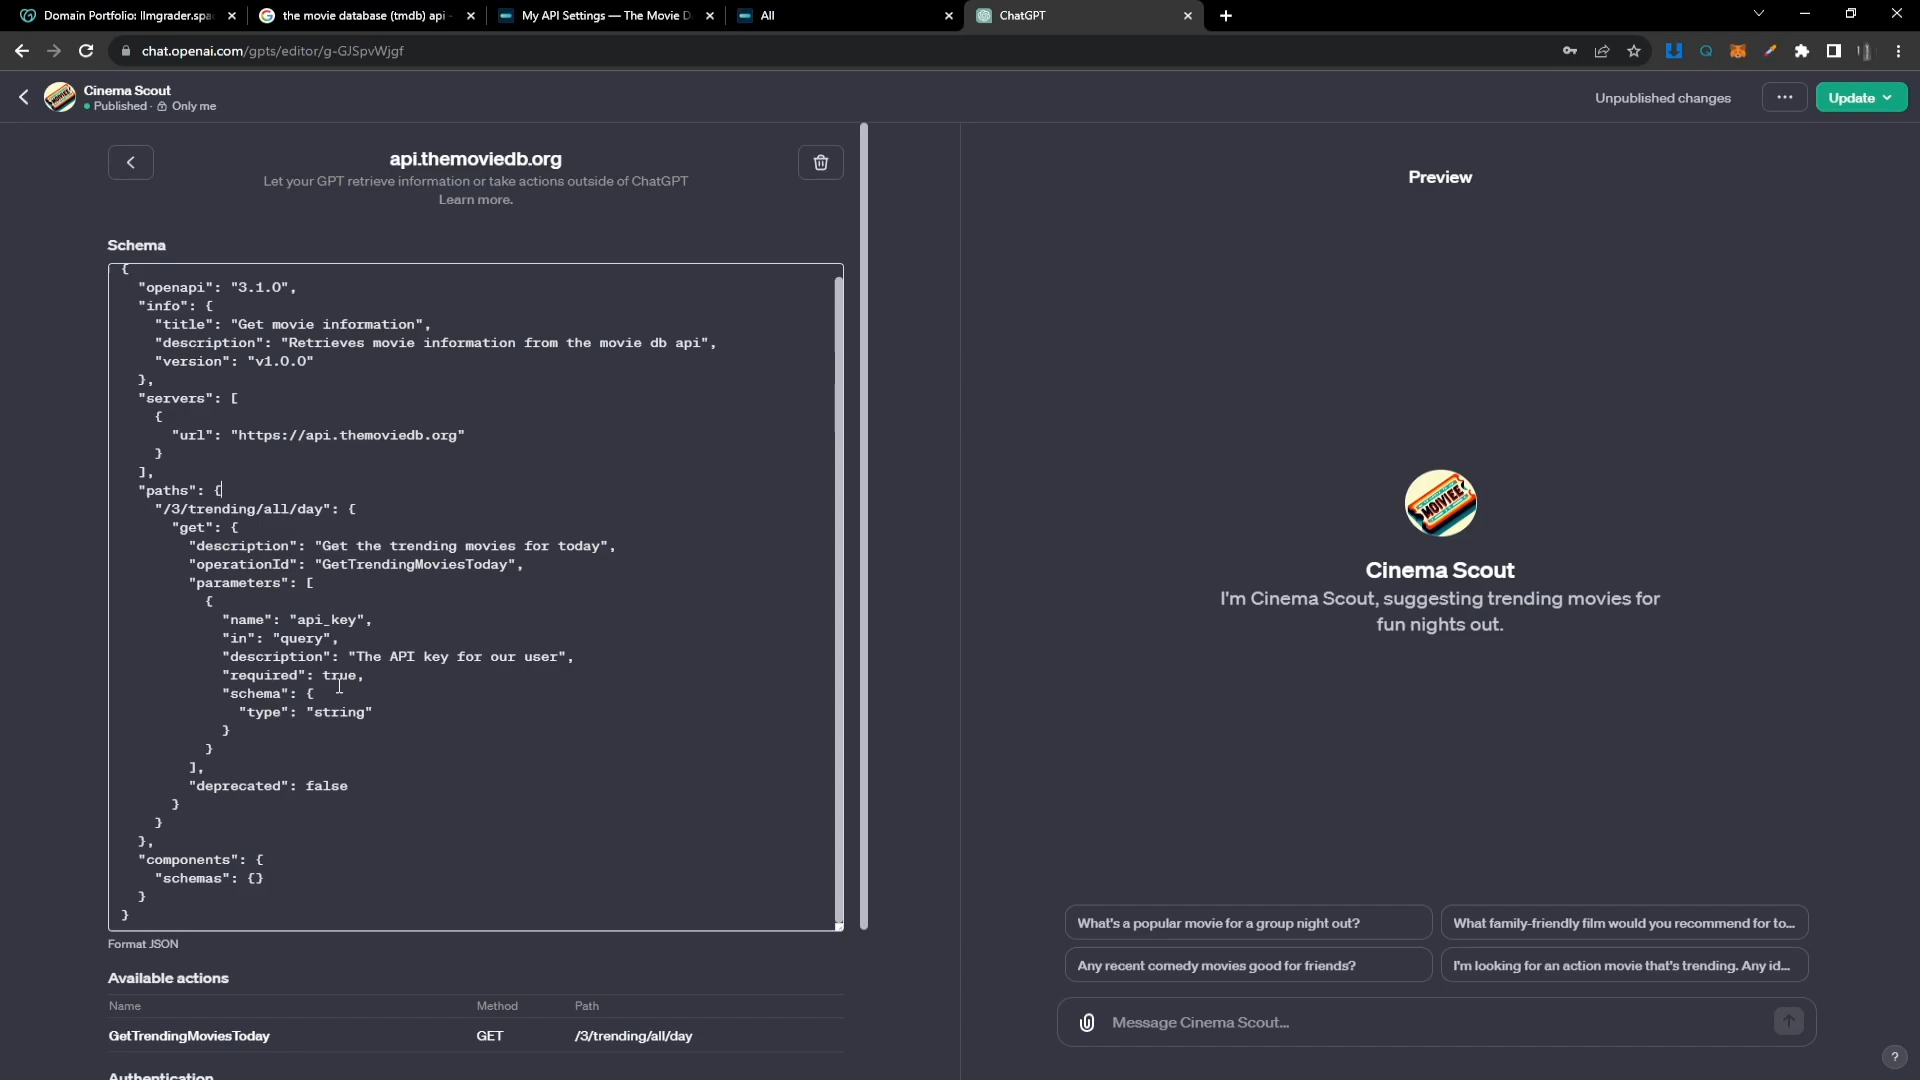 Domain Portfolio: llmgrader.spa
the movie database (tmdb) api -
My API Settings — The Movie D
All
ChatGPT
chat.openai.com/gpts/editor/g-GJSpvWjgf
Cinema Scout
Published · Only me
Unpublished changes
Update
api.themoviedb.org
Let your GPT retrieve information or take actions outside of ChatGPT
Learn more.
Schema
{
"openapi": "3.1.0",
"info": {
"title": "Get movie information",
"description": "Retrieves movie information from the movie db api",
"version": "v1.0.0"
},
"servers": [
{
"url": "https://api.themoviedb.org"
}
],
"paths": {
"/3/trending/all/day": {
"get": {
"description": "Get the trending movies for today",
"operationId": "GetTrendingMoviesToday",
"parameters": [
{
"name": "api_key",
"in": "query",
"description": "The API key for our user",
"required": true,
"schema": {
"type": "string"
}
}
],
"deprecated": false
}
}
},
"components": {
"schemas": {}
}
}
Format JSON
Available actions
Name Method Path
GetTrendingMoviesToday GET /3/trending/all/day
Authentication
Preview
MOIVIEE
Cinema Scout
I'm Cinema Scout, suggesting trending movies for
fun nights out.
What's a popular movie for a group night out?
What family-friendly film would you recommend for to...
Any recent comedy movies good for friends?
I'm looking for an action movie that's trending. Any id...
Message Cinema Scout...
?